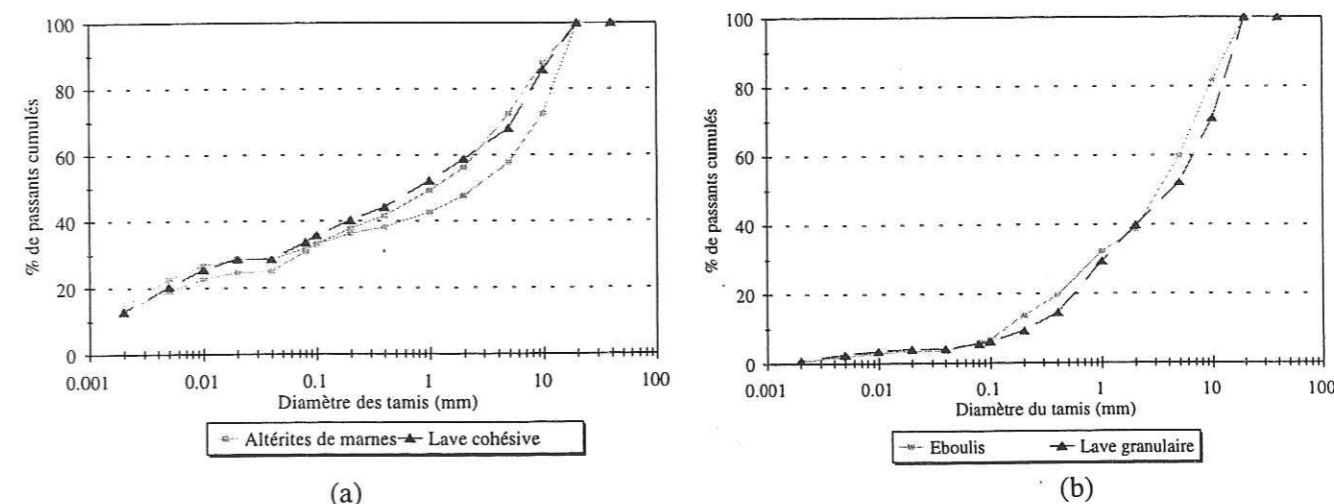 % de passants cumulés
100
80
60
40
20
0
0.001 0.01 0.1 1 10 100
Diamètre des tamis (mm)
Altérites de marnes Lave cohésive
(a)
% de passants cumulés
100
80
60
40
20
0
0.001 0.01 0.1 1 10 100
Diamètre du tamis (mm)
Eboulis Lave granulaire
(b)